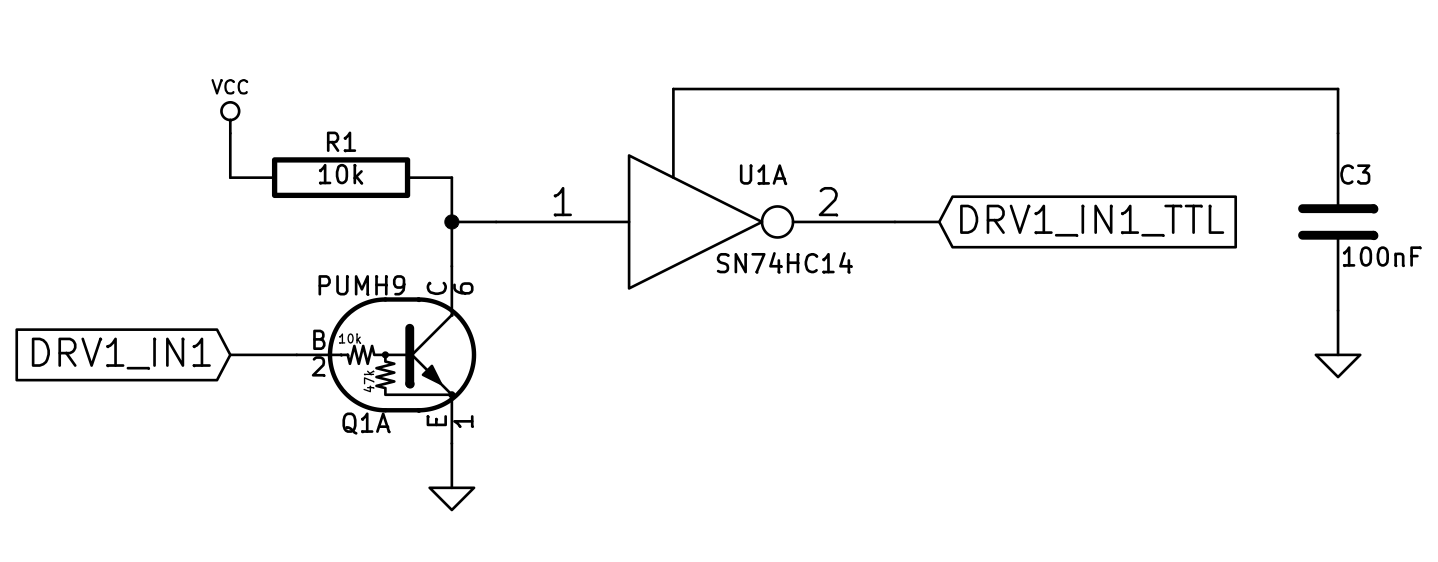 VCC
R1
10k
1
U1A
2
DRV1_IN1_TTL
SN74HC14
C3
100nF
PUMH9
C
6
DRV1_IN1
B
2
10k
47k
Q1A
E
1